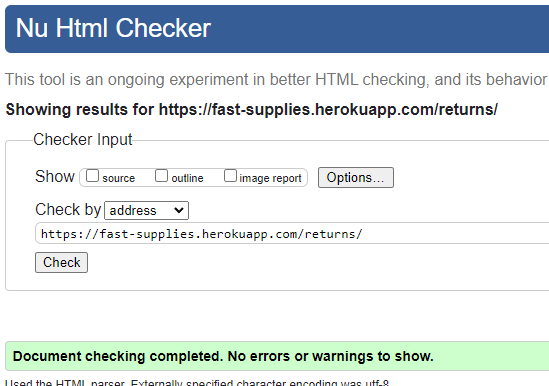 Nu Html Checker
This tool is an ongoing experiment in better HTML checking, and its behavior
Showing results for https://fast-supplies.herokuapp.com/returns/
Checker Input
Show source outline image report Options...
Check by address
https://fast-supplies.herokuapp.com/returns/
Check
Document checking completed. No errors or warnings to show.
Used the HTML parser. Externally specified character encoding was utf-8